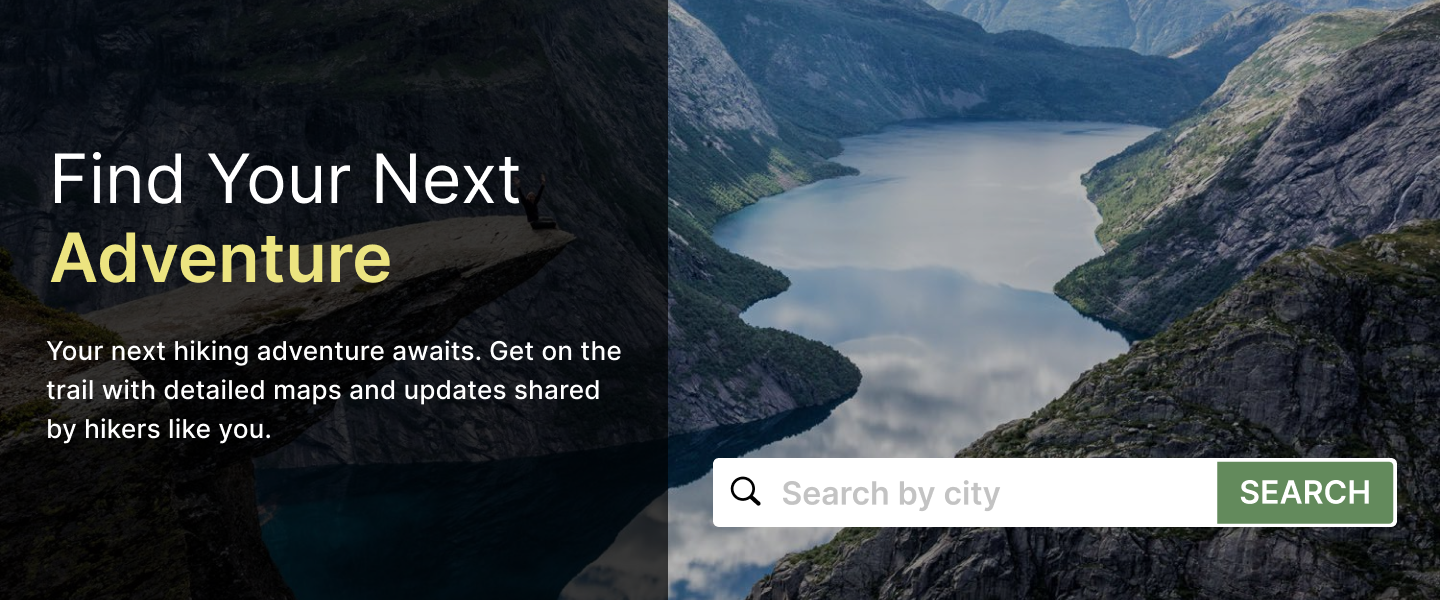 Find Your Next
Adventure
Your next hiking adventure awaits. Get on the
trail with detailed maps and updates shared
by hikers like you.
Search by city
SEARCH